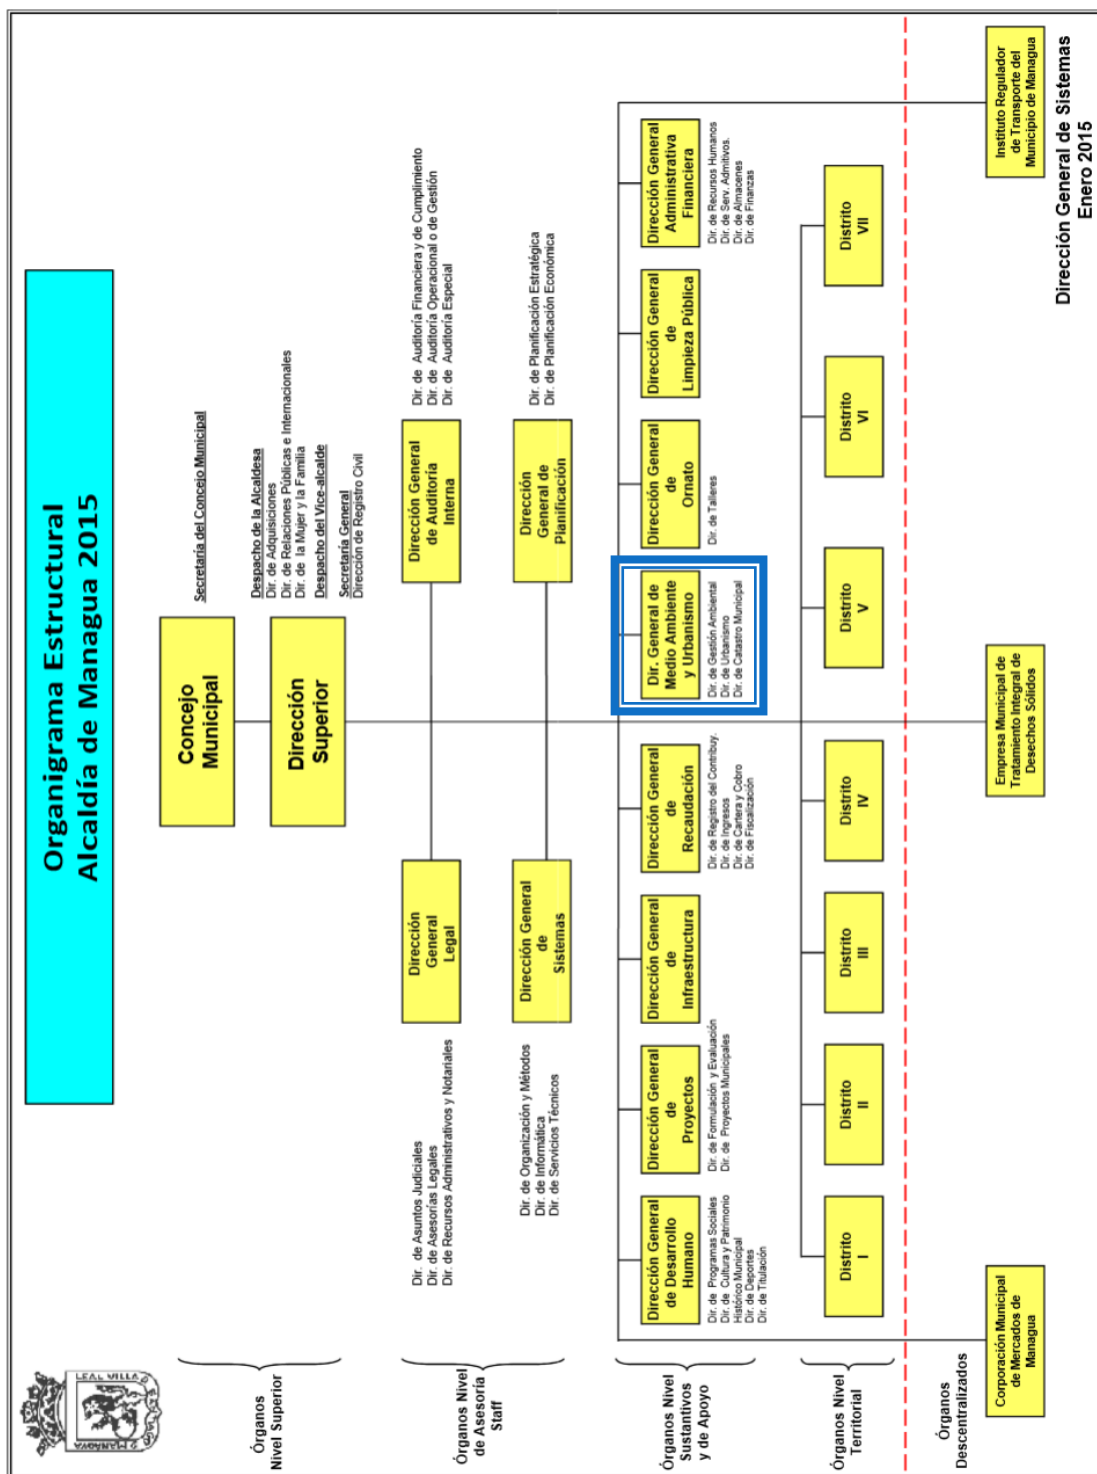 Organigrama Estructural
Alcaldía de Managua 2015
LEAL VILLA D
MANAGUA
Órganos
Nivel Superior
Concejo
Municipal
Secretaría del Concejo Municipal
Dirección
Superior
Despacho de la Alcaldesa
Dir. de Adquisiciones
Dir. de Relaciones Públicas e Internacionales
Dir. de  la Mujer y la Familia
Despacho del Vice-alcalde
Secretaría General
Dirección de Registro Civil
Órganos Nivel
de Asesoría
Staff
Dir.  de Asuntos Judiciales
Dir. de Asesorías Legales
Dir. de Recursos Administrativos y Notariales
Dirección
General
Legal
Dirección General
de Auditoría
Interna
Dir. de  Auditoría Financiera y de Cumplimiento
Dir. de  Auditoría Operacional o de Gestión
Dir. de  Auditoría Especial
Dir. de Organización y Métodos
Dir. de Informática
Dir. de Servicios Técnicos
Dirección General
de
Sistemas
Dirección
General de
Planificación
Dir. de Planificación Estratégica
Dir. de Planificación Económica
Órganos Nivel
Sustantivos
y de Apoyo
Dirección General
de Desarrollo
Humano
Dir. de  Programas Sociales
Dir. de  Cultura y Patrimonio
Histórico Municipal
Dir. de Deportes
Dir. de Titulación
Dirección General
de
Proyectos
Dir. de Formulación y Evaluación
Dir. de  Proyectos Municipales
Dirección General
de
Infraestructura
Dirección General
de
Recaudación
Dir. de Registro del Contribuy.
Dir. de Ingresos
Dir. de Cartera y Cobro
Dir. de Fiscalización
Dir. General de
Medio Ambiente
y Urbanismo
Dir. de Gestión Ambiental
Dir. de Urbanismo
Dir. de Catastro Municipal
Dirección General
de
Ornato
Dir. de Talleres
Dirección General
de
Limpieza Pública
Dirección General
Administrativa
Financiera
Dir. de Recursos Humanos
Dir. de Serv. Admitivos.
Dir. de Almacenes
Dir. de Finanzas
Órganos Nivel
Territorial
Distrito
I
Distrito
II
Distrito
III
Distrito
IV
Distrito
V
Distrito
VI
Distrito
VII
Órganos
Descentralizados
Corporación Municipal
de Mercados de
Managua
Empresa Municipal de
Tratamiento Integral de
Desechos Sólidos
Instituto Regulador
de Transporte del
Municipio de Managua
Dirección General de Sistemas
Enero 2015